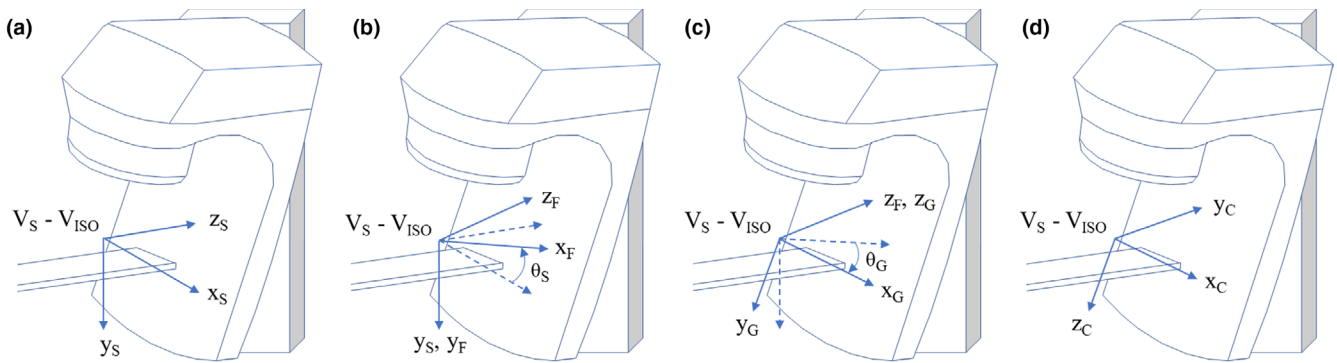 (a)
V_S - V_ISO
z_S
x_S
y_S
(b)
V_S - V_ISO
z_F
x_F
θ_S
y_S, y_F
(c)
V_S - V_ISO
z_F, z_G
θ_G
x_G
y_G
(d)
V_S - V_ISO
y_C
x_C
z_C